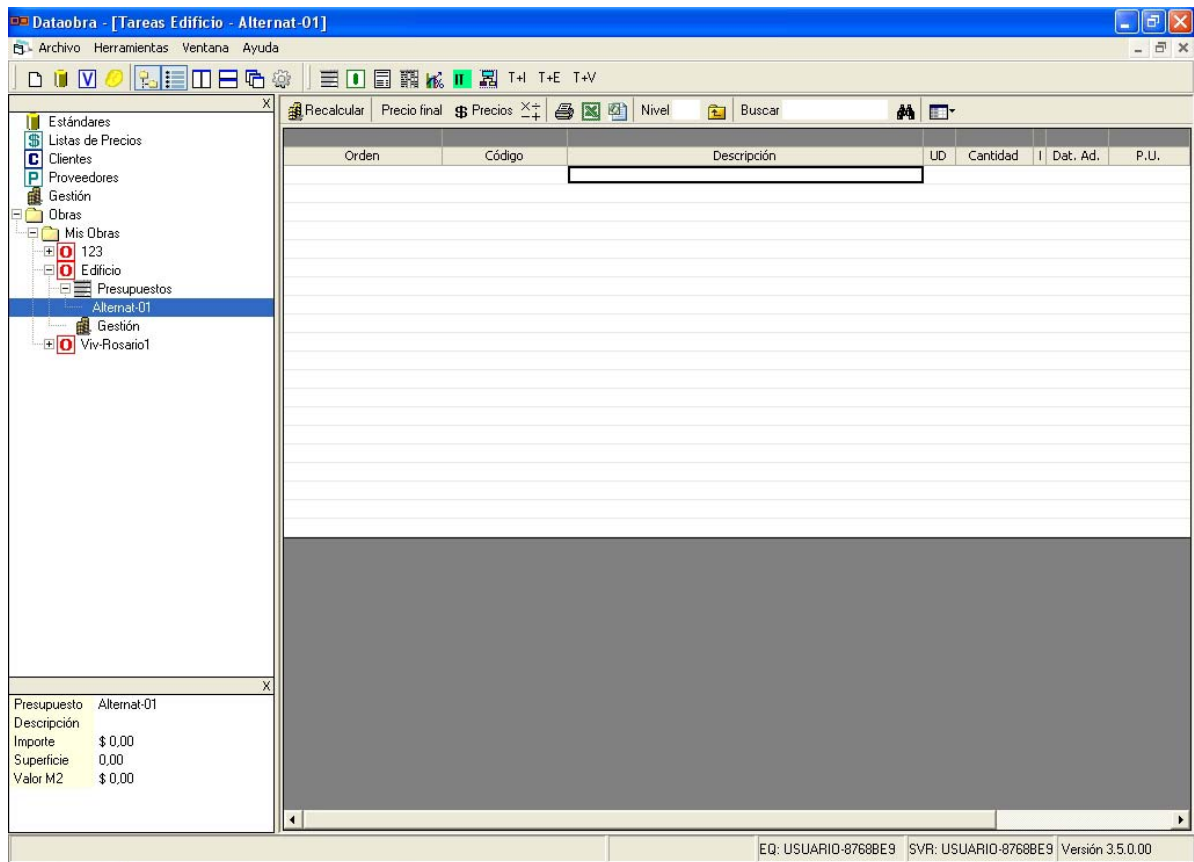 Dataobra - [Tareas Edificio - Alternat-01]
Archivo Herramientas Ventana Ayuda
T+I T+E T+V
X
Recalcular Precio final $ Precios Nivel Buscar
Estándares
$ Listas de Precios
C Clientes
P Proveedores
Gestión
Obras
Mis Obras
O 123
O Edificio
Presupuestos
Alternat-01
Gestión
O Viv-Rosario1
Orden Código Descripción UD Cantidad I Dat. Ad. P.U.
X
Presupuesto Alternat-01
Descripción
Importe $ 0,00
Superficie 0,00
Valor M2 $ 0,00
EQ: USUARIO-8768BE9 SVR: USUARIO-8768BE9 Versión 3.5.0.00